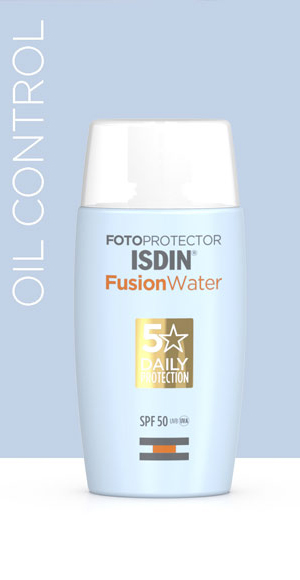 OIL CONTROL
FOTOPROTECTOR
ISDIN®
FusionWater
5☆
DAILY
PROTECTION
SPF 50 UVB UVA